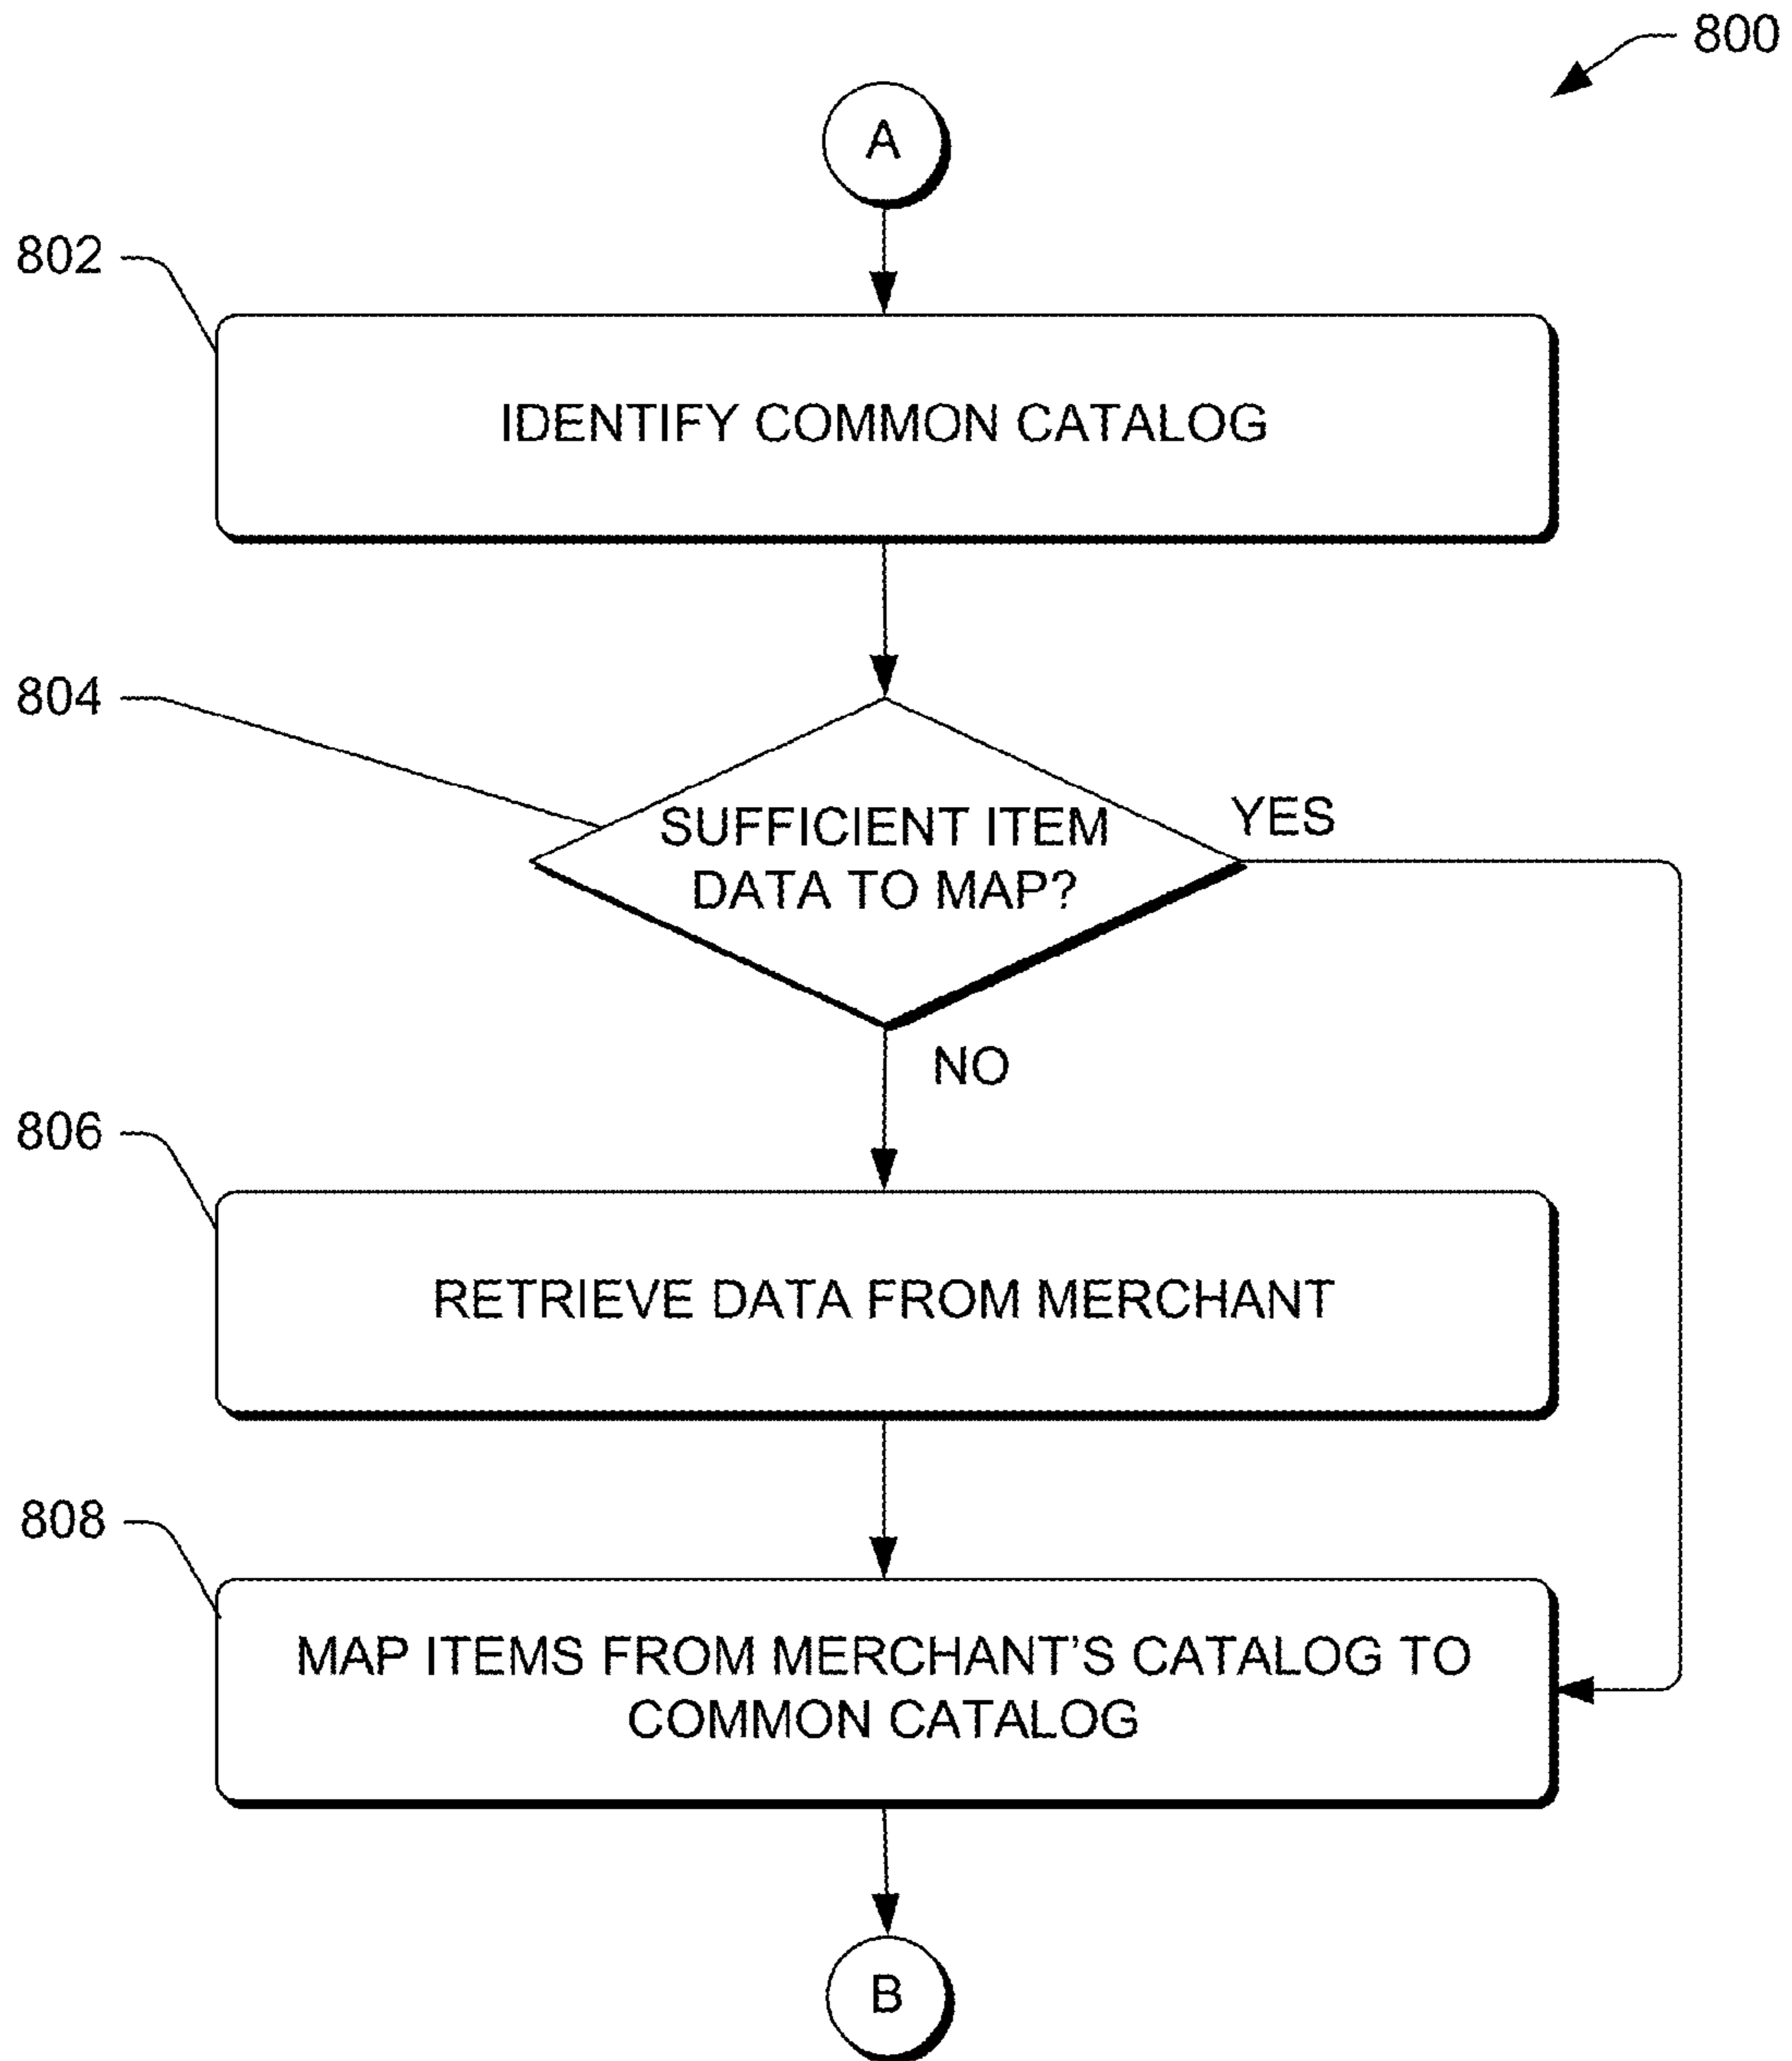 800
A
802
IDENTIFY COMMON CATALOG
804
SUFFICIENT ITEM
DATA TO MAP?
YES
NO
806
RETRIEVE DATA FROM MERCHANT
808
MAP ITEMS FROM MERCHANT'S CATALOG TO
COMMON CATALOG
B